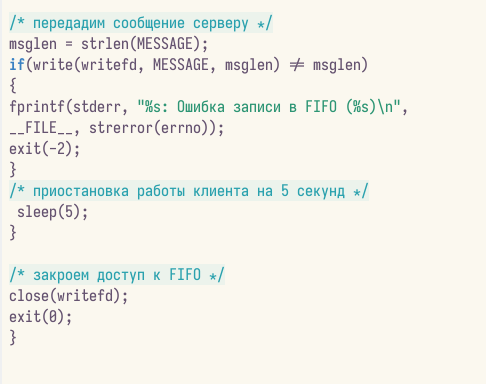 /* передадим сообщение серверу */
msglen = strlen(MESSAGE);
if(write(writefd, MESSAGE, msglen) != msglen)
{
fprintf(stderr, "%s: Ошибка записи в FIFO (%s)\n",
__FILE__, strerror(errno));
exit(-2);
}
/* приостановка работы клиента на 5 секунд */
 sleep(5);
}

/* закроем доступ к FIFO */
close(writefd);
exit(0);
}